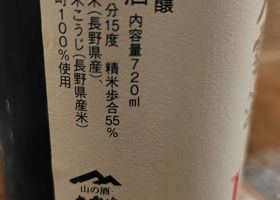 醸
酒 内容量720ml
分15度 精米歩合55%
米(長野県産)、
米こうじ(長野県産米)
町100%使用
山の酒